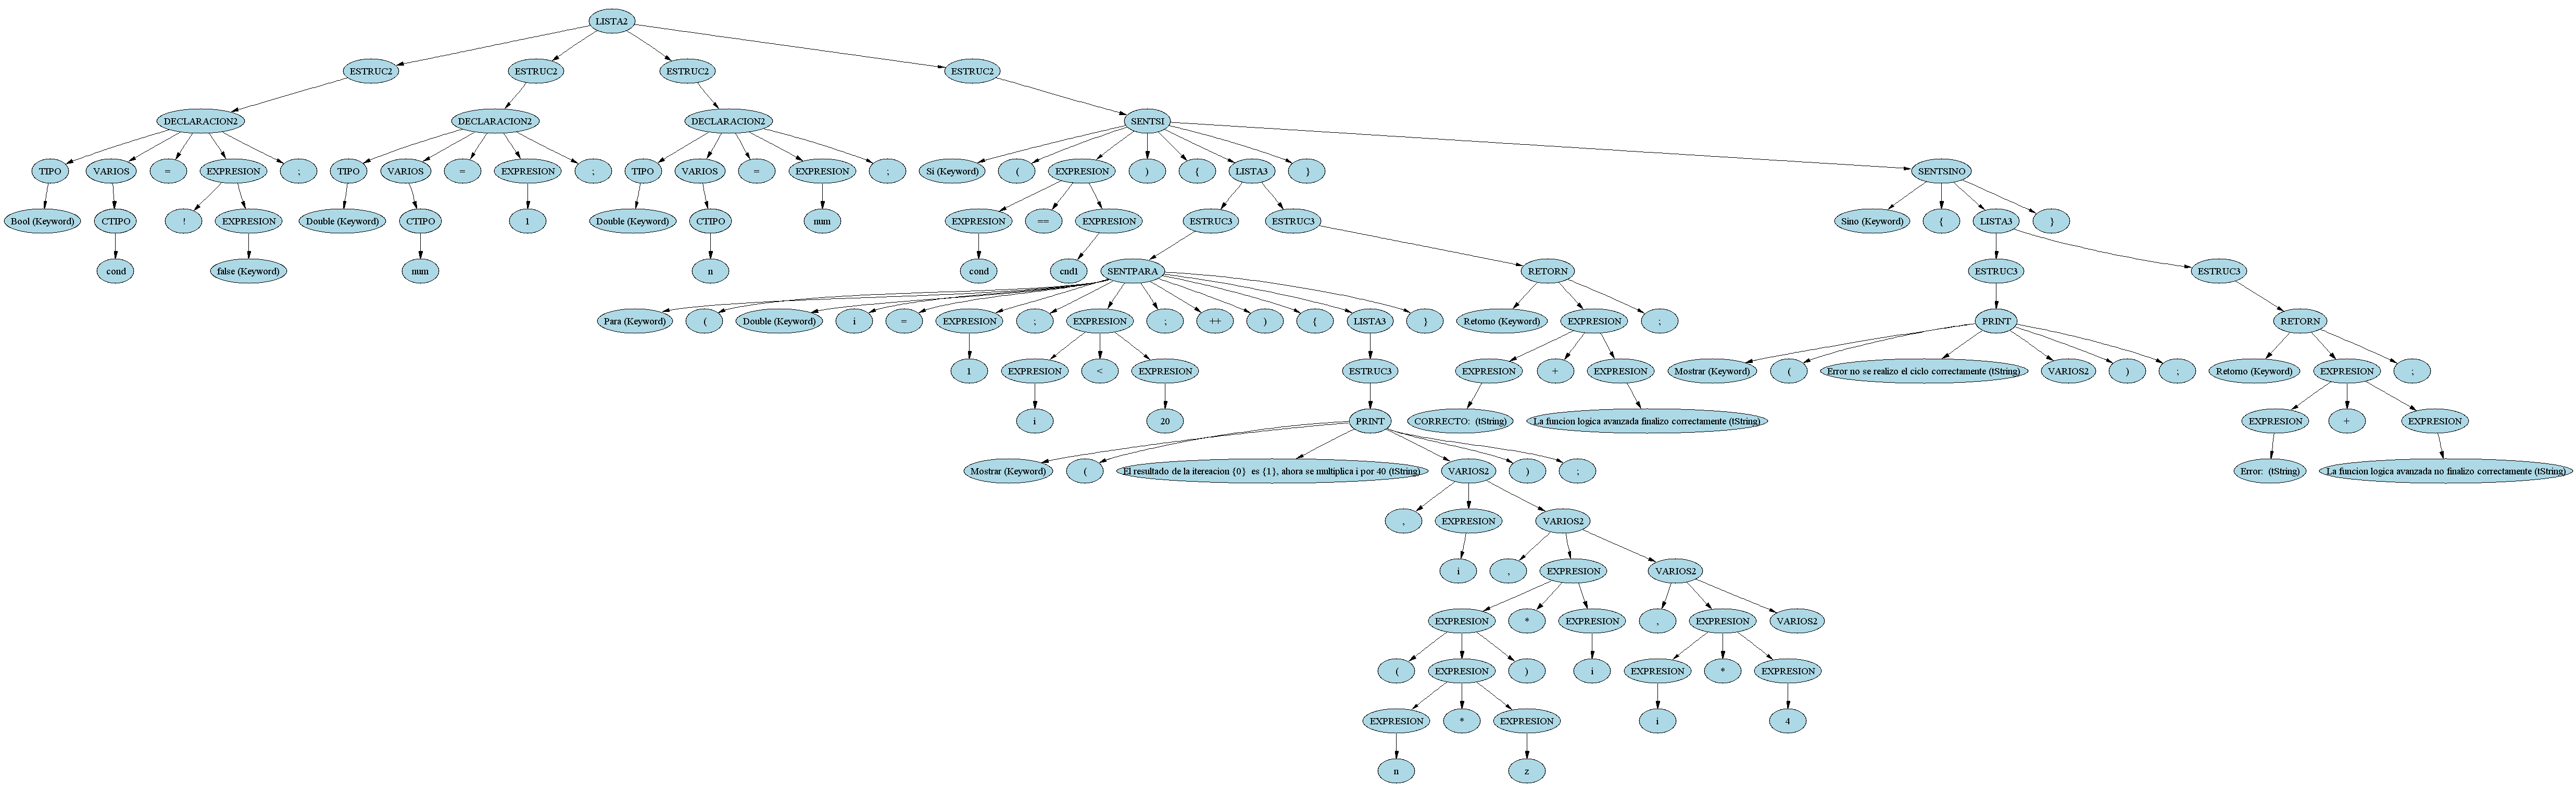 LISTA2
ESTRUC2 ESTRUC2 ESTRUC2 ESTRUC2
DECLARACION2 DECLARACION2 DECLARACION2 SENTSI
TIPO VARIOS = EXPRESION ; TIPO VARIOS = EXPRESION ; TIPO VARIOS = EXPRESION ; Si (Keyword) ( EXPRESION ) { LISTA3 } SENTSINO
Bool (Keyword) CTIPO ! EXPRESION Double (Keyword) CTIPO 1 Double (Keyword) CTIPO num EXPRESION == EXPRESION ESTRUC3 ESTRUC3 Sino (Keyword) { LISTA3 }
cond false (Keyword) num n cond cnd1 SENTPARA RETORN ESTRUC3 ESTRUC3
Para (Keyword) ( Double (Keyword) i = EXPRESION ; EXPRESION ; ++ ) { LISTA3 } Retorno (Keyword) EXPRESION ; PRINT RETORN
1 EXPRESION < EXPRESION ESTRUC3 EXPRESION + EXPRESION Mostrar (Keyword) ( Error no se realizo el ciclo correctamente (tString) VARIOS2 ) ; Retorno (Keyword) EXPRESION ;
i 20 PRINT CORRECTO: (tString) La funcion logica avanzada finalizo correctamente (tString) EXPRESION + EXPRESION
Mostrar (Keyword) ( El resultado de la itereacion {0} es {1}, ahora se multiplica i por 40 (tString) VARIOS2 ) ; Error: (tString) La funcion logica avanzada no finalizo correctamente (tString)
, EXPRESION VARIOS2
i , EXPRESION VARIOS2
EXPRESION * EXPRESION , EXPRESION VARIOS2
( EXPRESION ) i EXPRESION * EXPRESION
EXPRESION * EXPRESION i 4
n z